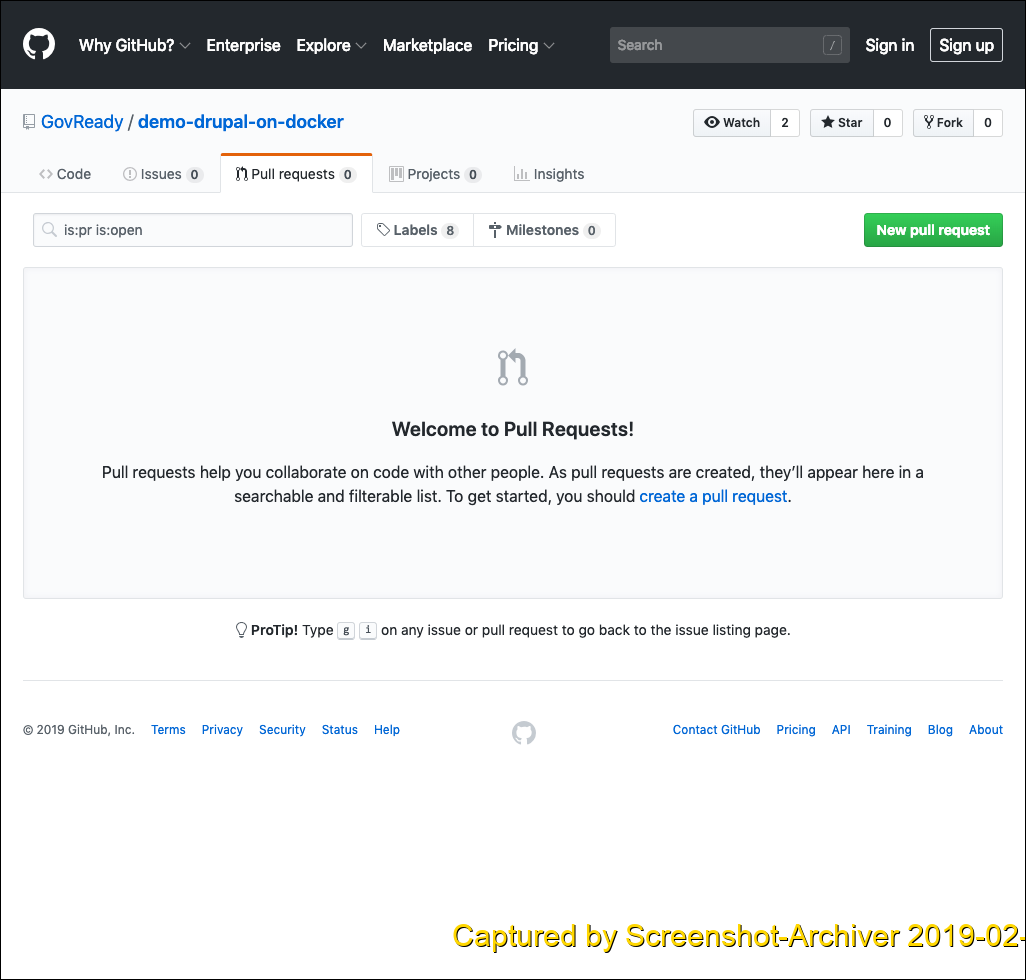 Why GitHub? Enterprise Explore Marketplace Pricing Search / Sign in Sign up
GovReady / demo-drupal-on-docker Watch 2 Star 0 Fork 0
Code Issues 0 Pull requests 0 Projects 0 Insights
is:pr is:open Labels 8 Milestones 0 New pull request
Welcome to Pull Requests!
Pull requests help you collaborate on code with other people. As pull requests are created, they’ll appear here in a
searchable and filterable list. To get started, you should create a pull request.
ProTip! Type g i on any issue or pull request to go back to the issue listing page.
© 2019 GitHub, Inc. Terms Privacy Security Status Help Contact GitHub Pricing API Training Blog About
Captured by Screenshot-Archiver 2019-02-